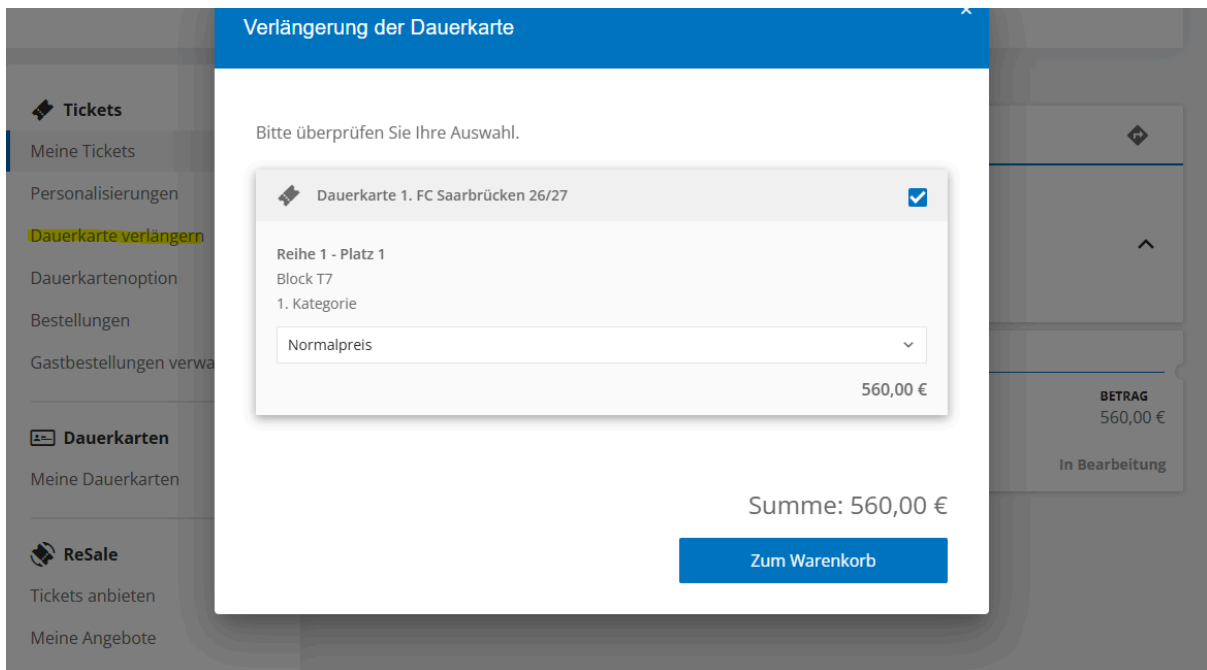 Verlängerung der Dauerkarte
×
Tickets
Meine Tickets
Personalisierungen
Dauerkarte verlängern
Dauerkartenoption
Bestellungen
Gastbestellungen verwa
Dauerkarten
Meine Dauerkarten
ReSale
Tickets anbieten
Meine Angebote
Bitte überprüfen Sie Ihre Auswahl.
Dauerkarte 1. FC Saarbrücken 26/27
Reihe 1 - Platz 1
Block T7
1. Kategorie
Normalpreis
560,00 €
Summe: 560,00 €
Zum Warenkorb
BETRAG
560,00 €
In Bearbeitung